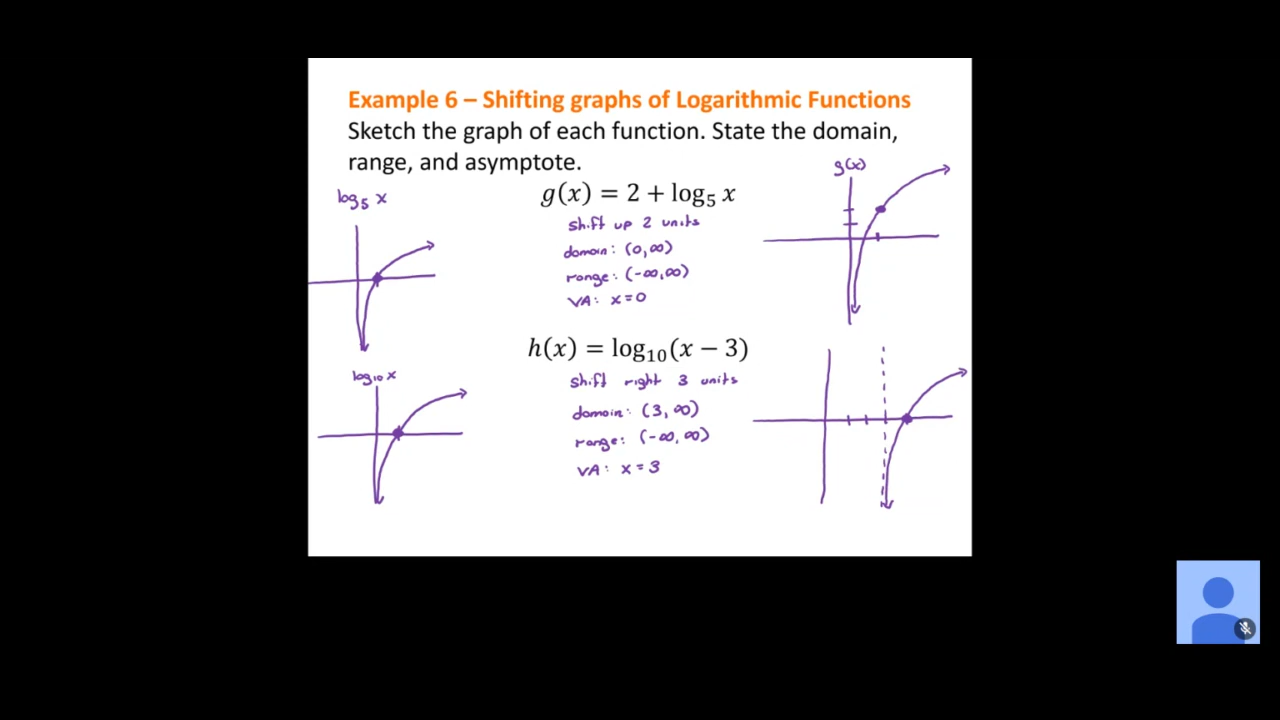 Example 6 – Shifting graphs of Logarithmic Functions
Sketch the graph of each function. State the domain,
range, and asymptote.
g(x)
log₅ x
g(x) = 2 + log₅ x
shift up 2 units
domain: (0,∞)
range: (-∞,∞)
VA: x=0
h(x) = log₁₀(x − 3)
log₁₀x
shift right 3 units
domain: (3, ∞)
range: (-∞, ∞)
VA: x = 3